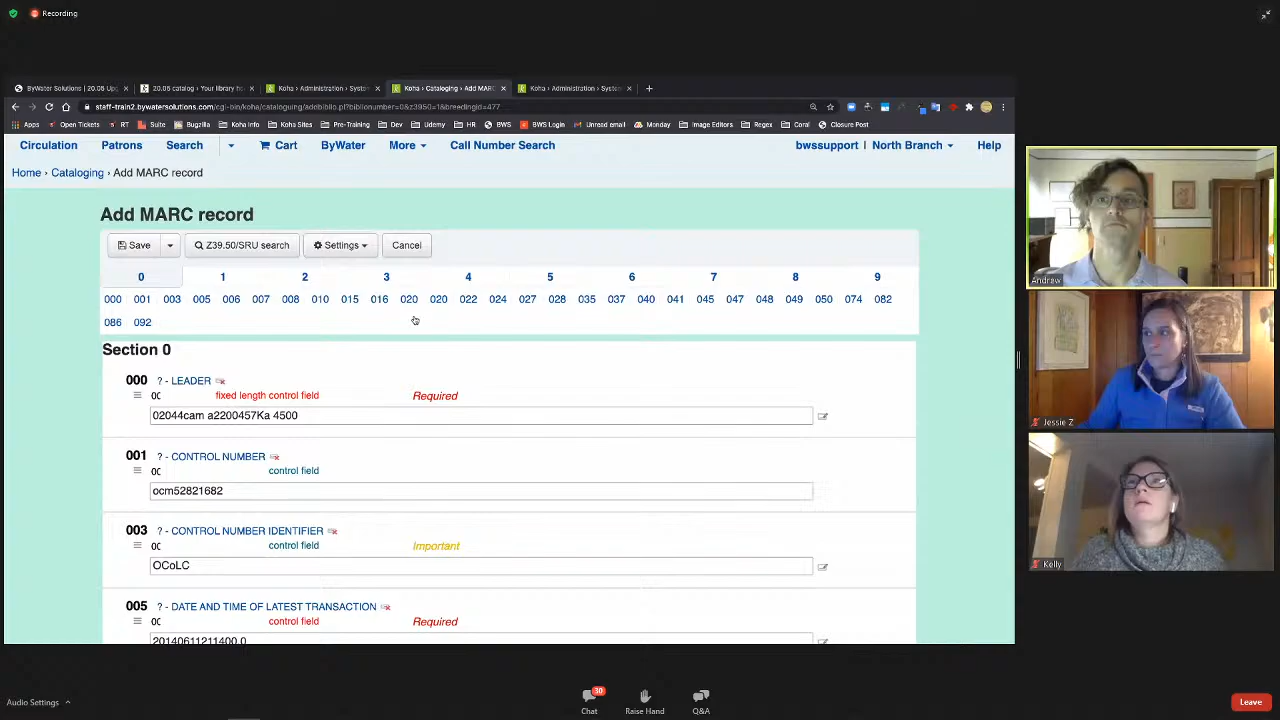 Recording
ByWater Solutions | 20.05 Upg
20.05 catalog › Your library h
Koha › Administration › System
Koha › Cataloging › Add MARC
Koha › Administration › System
staff-train2.bywatersolutions.com/cgi-bin/koha/cataloguing/addbiblio.pl?biblionumber=0&z3950=1&breedingid=477
Apps Open Tickets RT Suite Bugzilla Koha Info Koha Sites Pre-Training Dev Udemy HR BWS BWS Login Unread email Monday Image Editors Regex Coral Closure Post
Circulation Patrons Search Cart ByWater More Call Number Search bwssupport | North Branch Help
Home › Cataloging › Add MARC record
Add MARC record
Save Z39.50/SRU search Settings Cancel
0 1 2 3 4 5 6 7 8 9
000 001 003 005 006 007 008 010 015 016 020 020 022 024 027 028 035 037 040 041 045 047 048 049 050 074 082
086 092
Section 0
000 ? - LEADER
00 fixed length control field Required
02044cam a2200457Ka 4500
001 ? - CONTROL NUMBER
00 control field
ocm52821682
003 ? - CONTROL NUMBER IDENTIFIER
00 control field Important
OCoLC
005 ? - DATE AND TIME OF LATEST TRANSACTION
00 control field Required
20140611211400.0
Andrew
Jessie Z
Kelly
Audio Settings
30
Chat
Raise Hand
Q&A
Leave